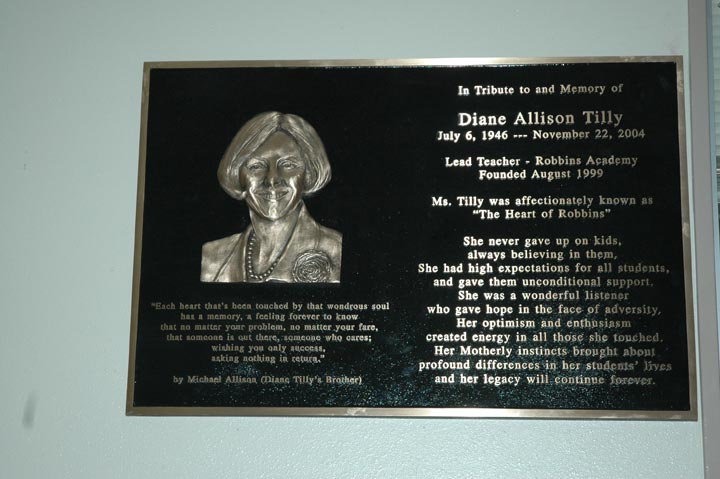 In Tribute to and Memory of
Diane Allison Tilly
July 6, 1946 --- November 22, 2004
Lead Teacher - Robbins Academy
Founded August 1999
Ms. Tilly was affectionately known as
"The Heart of Robbins"
She never gave up on kids,
always believing in them,
She had high expectations for all students,
and gave them unconditional support.
She was a wonderful listener
who gave hope in the face of adversity.
Her optimism and enthusiasm
created energy in all those she touched.
Her Motherly instincts brought about
profound differences in her students' lives
and her legacy will continue forever.
"Each heart that's been touched by that wondrous soul
has a memory, a feeling forever to know
that no matter your problem, no matter your fare,
that someone is out there, someone who cares;
wishing you only success,
asking nothing in return."
by Michael Allison (Diane Tilly's Brother)